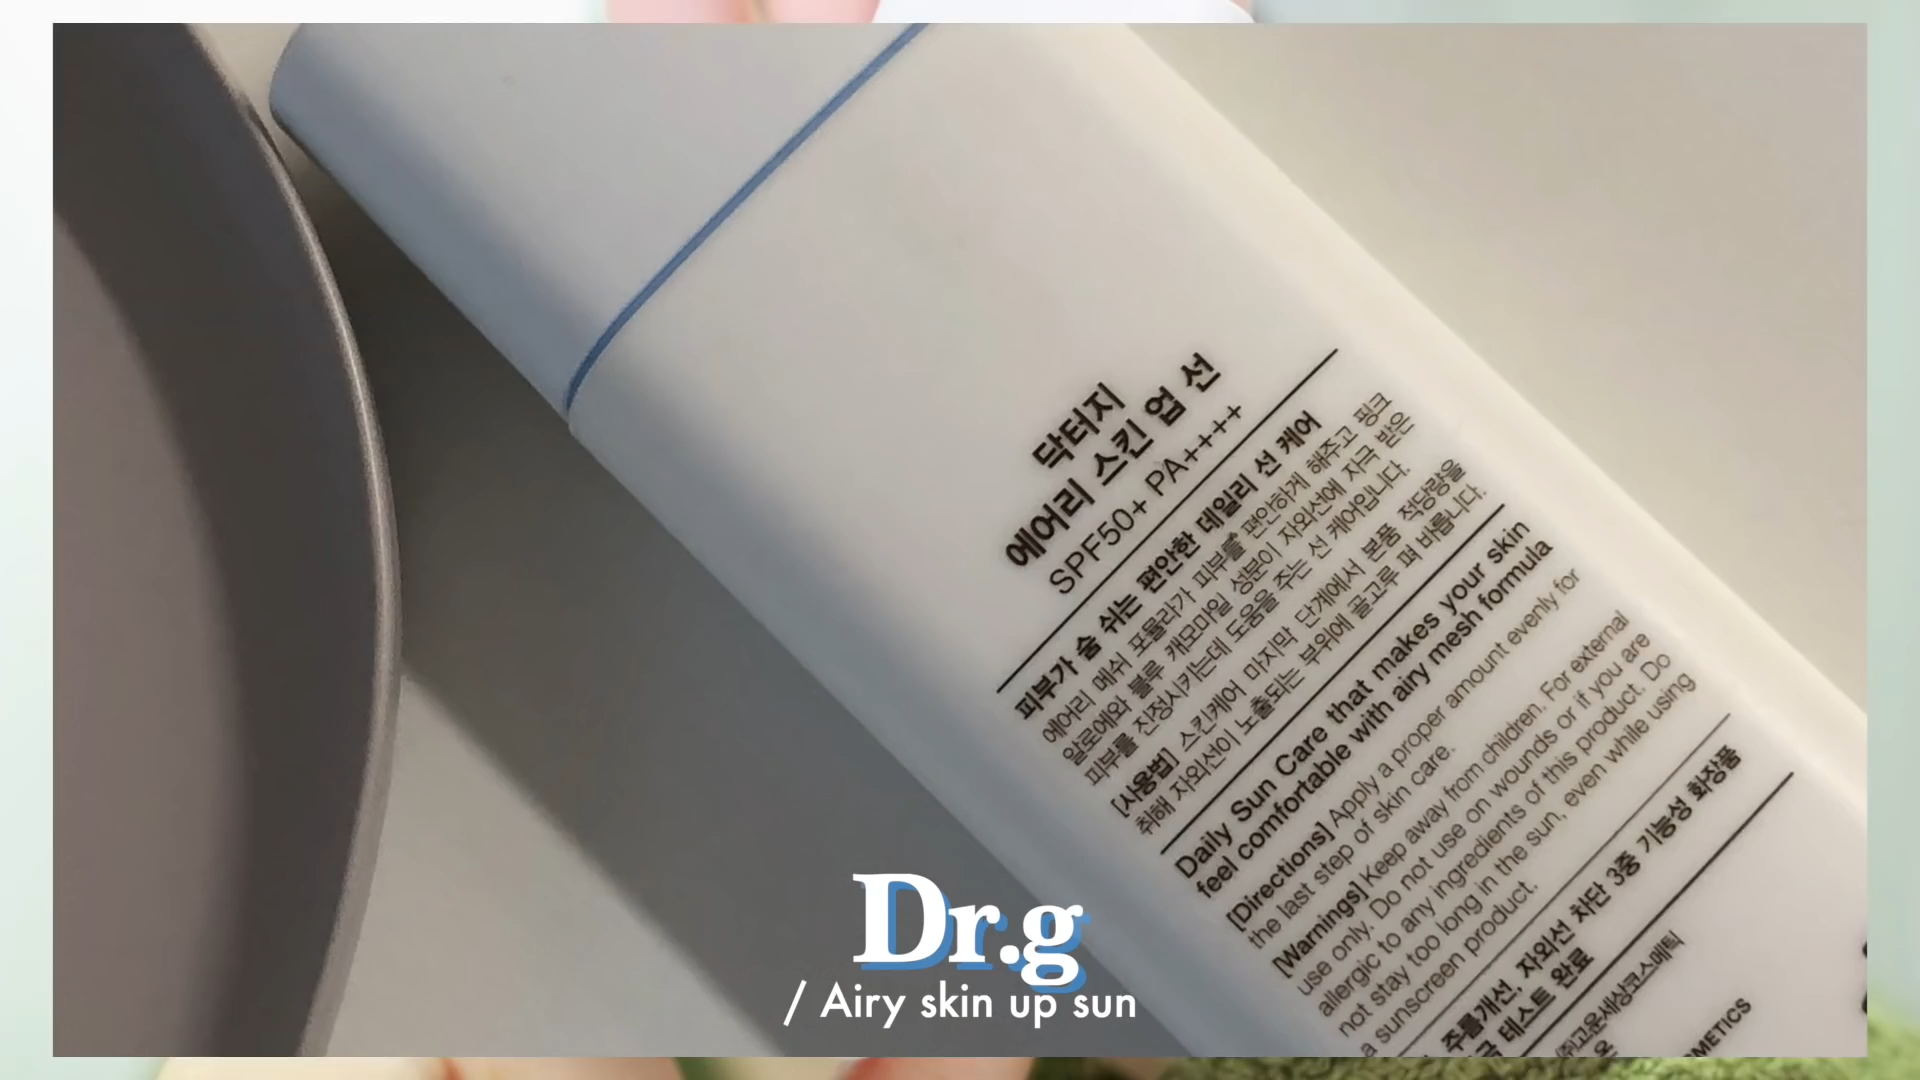 닥터지
에어리 스킨 업 선
SPF50+ PA++++
피부가 숨 쉬는 편안한 데일리 선 케어
에어리 메쉬 포뮬라가 피부를 편안하게 해주고 핑크
알로에와 블루 캐모마일 성분이 자외선에 자극 받은
피부를 진정시키는데 도움을 주는 선 케어입니다.
[사용법] 스킨케어 마지막 단계에서 본품 적당량을
취해 자외선이 노출되는 부위에 골고루 펴 바릅니다.
Daily Sun Care that makes your skin
feel comfortable with airy mesh formula
[Directions] Apply a proper amount evenly for
the last step of skin care.
[Warnings] Keep away from children. For external
use only. Do not use on wounds or if you are
allergic to any ingredients of this product. Do
not stay too long in the sun, even while using
a sunscreen product.
주름개선, 자외선 차단 3중 기능성 화장품
테스트 완료
㈜고운세상코스메틱
Dr.g
/ Airy skin up sun